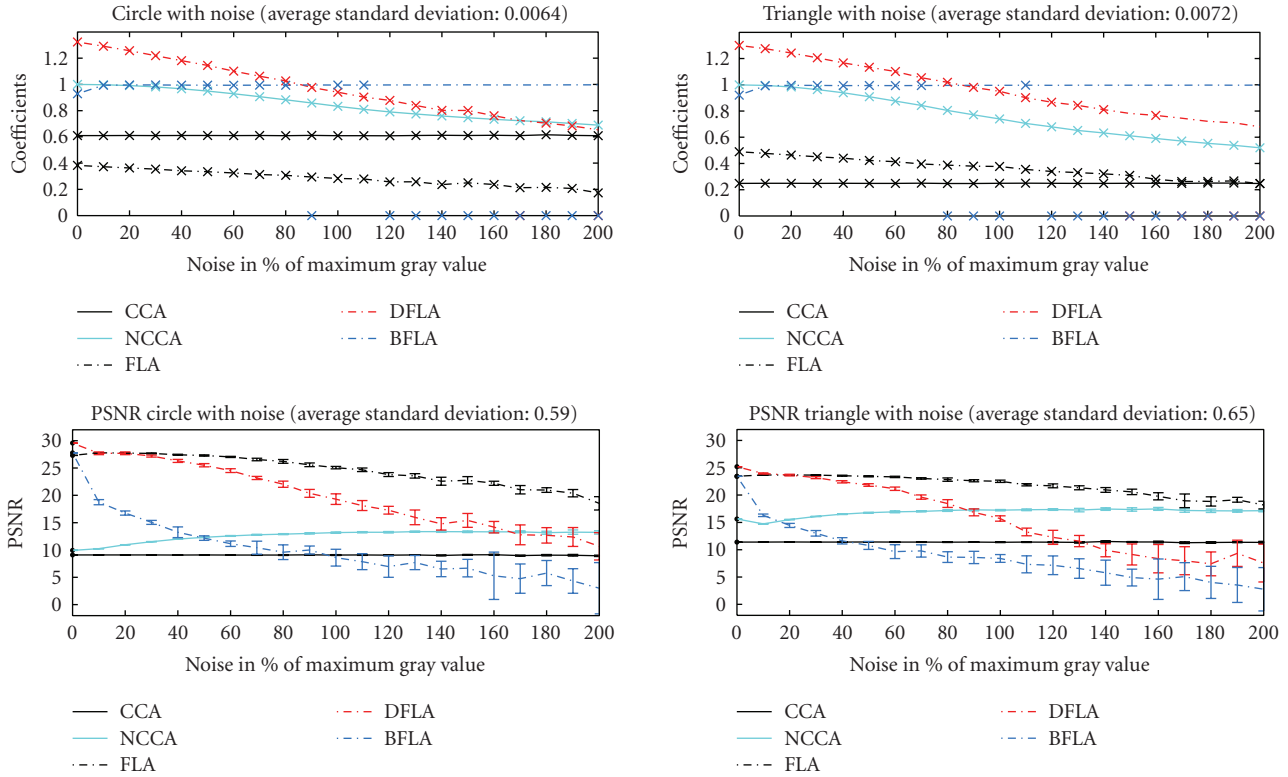 Circle with noise (average standard deviation: 0.0064)
Coefficients
1.2
1
0.8
0.6
0.4
0.2
0
0 20 40 60 80 100 120 140 160 180 200
Noise in % of maximum gray value
CCA
NCCA
FLA
DFLA
BFLA
Triangle with noise (average standard deviation: 0.0072)
Coefficients
1.2
1
0.8
0.6
0.4
0.2
0
0 20 40 60 80 100 120 140 160 180 200
Noise in % of maximum gray value
CCA
NCCA
FLA
DFLA
BFLA
PSNR circle with noise (average standard deviation: 0.59)
PSNR
30
25
20
15
10
5
0
0 20 40 60 80 100 120 140 160 180 200
Noise in % of maximum gray value
CCA
NCCA
FLA
DFLA
BFLA
PSNR triangle with noise (average standard deviation: 0.65)
PSNR
30
25
20
15
10
5
0
0 20 40 60 80 100 120 140 160 180 200
Noise in % of maximum gray value
CCA
NCCA
FLA
DFLA
BFLA